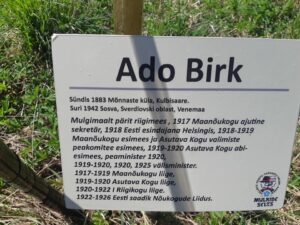 Ado Birk
Sündis 1883 Mõnnaste küla, Kulbisaare.
Suri 1942 Sosva, Sverdlovski oblast, Venemaa
Mulgimaalt pärit riigimees, 1917 Maanõukogu ajutine
sekretär, 1918 Eesti esindajana Helsingis, 1918-1919
Maanõukogu esimees ja Asutava Kogu valimiste
peakomitee esimees, 1919-1920 Asutava Kogu abi-
esimees, peaminister 1920,
1919-1920, 1920, 1925 välisminister.
1917-1919 Maanõukogu liige,
1919-1920 Asutava Kogu liige,
1920-1922 I Riigikogu liige.
1922-1926 Eesti saadik Nõukogude Liidus.
MULKIDE
SELTS